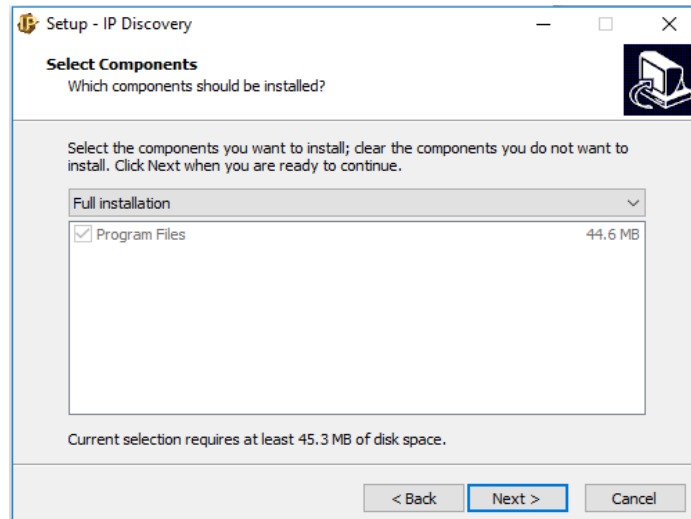 Setup - IP Discovery
Select Components
Which components should be installed?
Select the components you want to install; clear the components you do not want to
install. Click Next when you are ready to continue.
Full installation
Program Files 44.6 MB
Current selection requires at least 45.3 MB of disk space.
< Back Next > Cancel